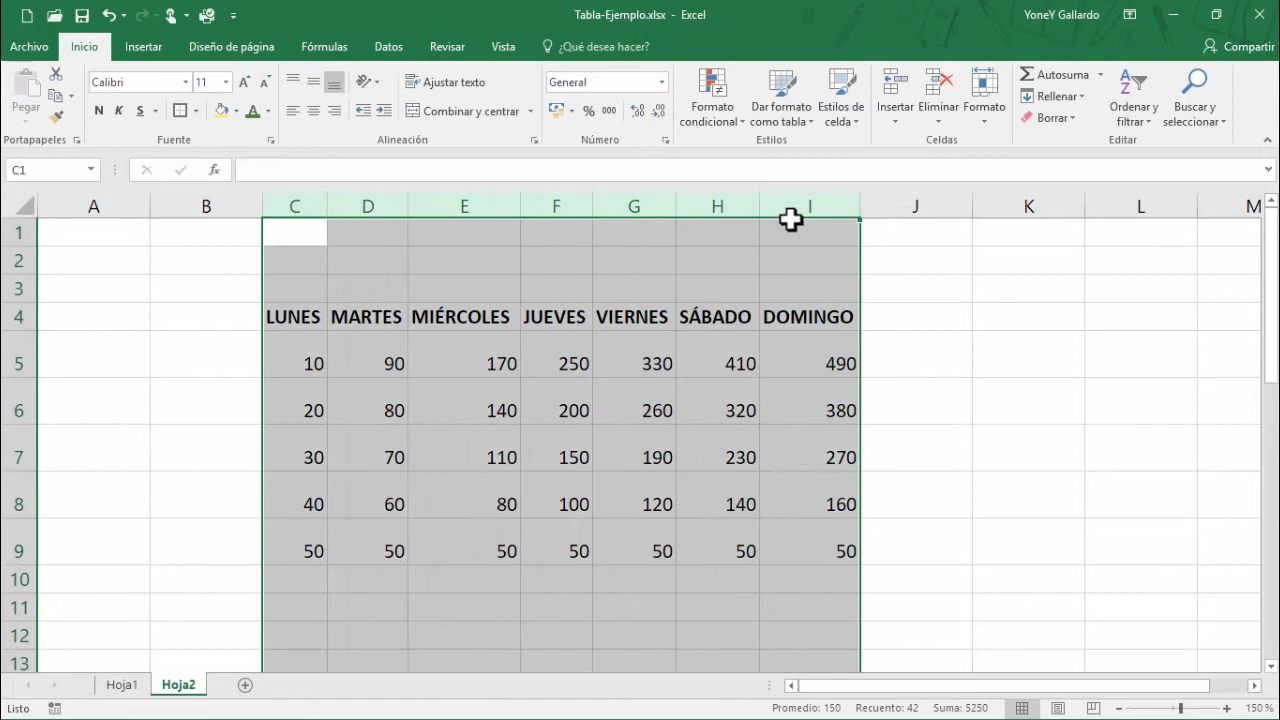 Tabla-Ejemplo.xlsx - Excel
YoneY Gallardo
Archivo Inicio Insertar Diseño de página Fórmulas Datos Revisar Vista ¿Qué desea hacer? Compartir
Pegar
Calibri 11
N K S
Ajustar texto
Combinar y centrar
General
% 000
Formato condicional
Dar formato como tabla
Estilos de celda
Insertar
Eliminar
Formato
Autosuma
Rellenar
Borrar
Ordenar y filtrar
Buscar y seleccionar
Portapapeles Fuente Alineación Número Estilos Celdas Editar
C1 fx
A B C D E F G H I J K L M
1
2
3
4 LUNES MARTES MIÉRCOLES JUEVES VIERNES SÁBADO DOMINGO
5 10 90 170 250 330 410 490
6 20 80 140 200 260 320 380
7 30 70 110 150 190 230 270
8 40 60 80 100 120 140 160
9 50 50 50 50 50 50 50
10
11
12
13
Hoja1 Hoja2
Listo Promedio: 150 Recuento: 42 Suma: 5250 150 %